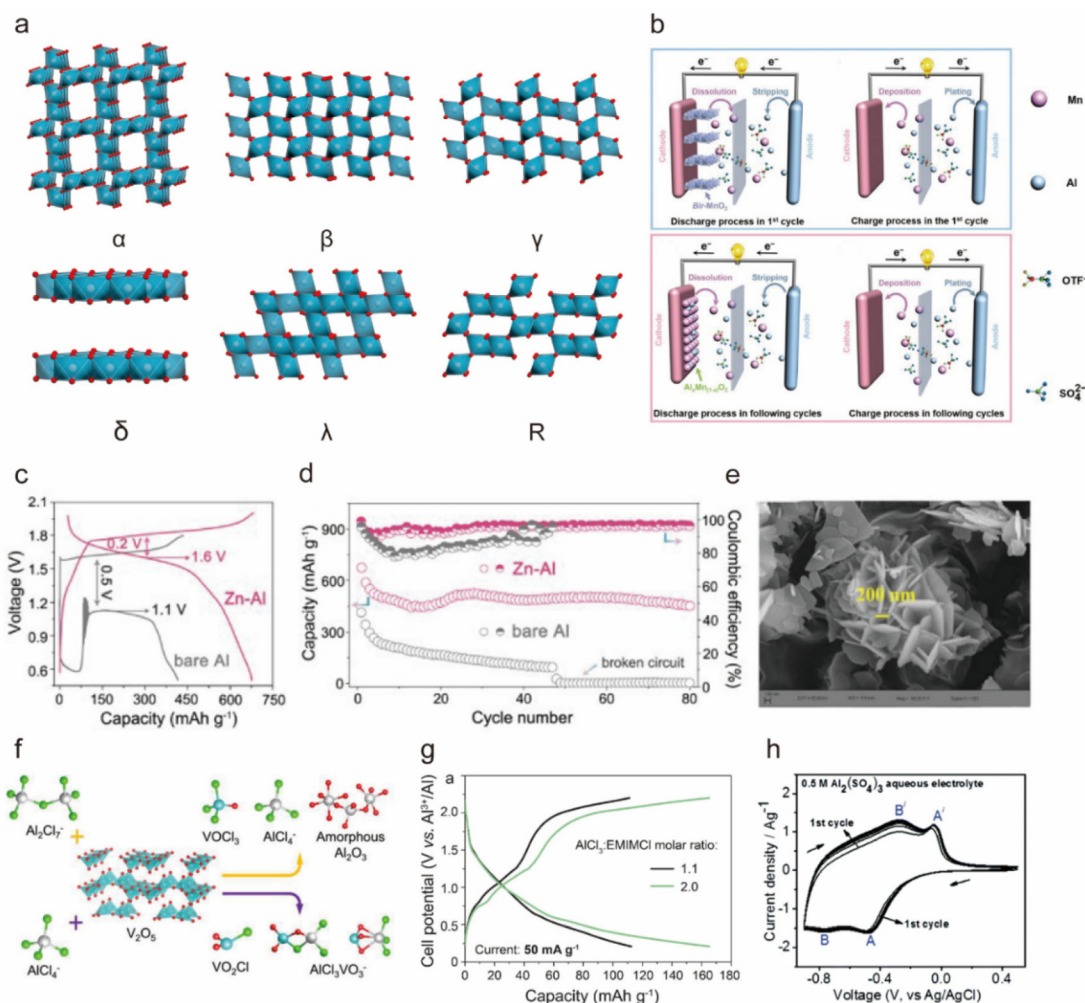 a
α
β
γ
δ
λ
R
b
e⁻ e⁻
Dissolution
Stripping
Cathode
Anode
Bir-MnO₂
Discharge process in 1st cycle
e⁻ e⁻
Deposition
Plating
Cathode
Anode
Charge process in the 1st cycle
e⁻ e⁻
Dissolution
Stripping
Cathode
Anode
AlₓMn₍₁₋ₓ₎O₂
Discharge process in following cycles
e⁻ e⁻
Deposition
Plating
Cathode
Anode
Charge process in following cycles
Mn
Al
OTF⁻
SO₄²⁻
c
Voltage (V)
2.1
1.8
1.5
1.2
0.9
0.6
0.2 V
1.6 V
0.5 V
1.1 V
Zn-Al
bare Al
0 150 300 450 600 750
Capacity (mAh g⁻¹)
d
Capacity (mAh g⁻¹)
900
600
300
0
Zn-Al
bare Al
broken circuit
100
80
60
40
20
0
Coulombic efficiency (%)
0 20 40 60 80
Cycle number
e
200 nm
f
Al₂Cl₇⁻
+
V₂O₅
+
AlCl₄⁻
VOCl₃
AlCl₄⁻
Amorphous
Al₂O₃
VO₂Cl
AlCl₃VO₃⁻
g
a
Cell potential (V vs. Al³⁺/Al)
2.5
2.0
1.5
1.0
0.5
0.0
AlCl₃:EMIMCl molar ratio:
1.1
2.0
Current: 50 mA g⁻¹
0 20 40 60 80 100 120 140 160
Capacity (mAh g⁻¹)
h
0.5 M Al₂(SO₄)₃ aqueous electrolyte
Current density / Ag⁻¹
2
1
0
-1
-2
1st cycle
B′
A′
1st cycle
B
A
-0.8 -0.4 0.0 0.4
Voltage (V, vs Ag/AgCl)